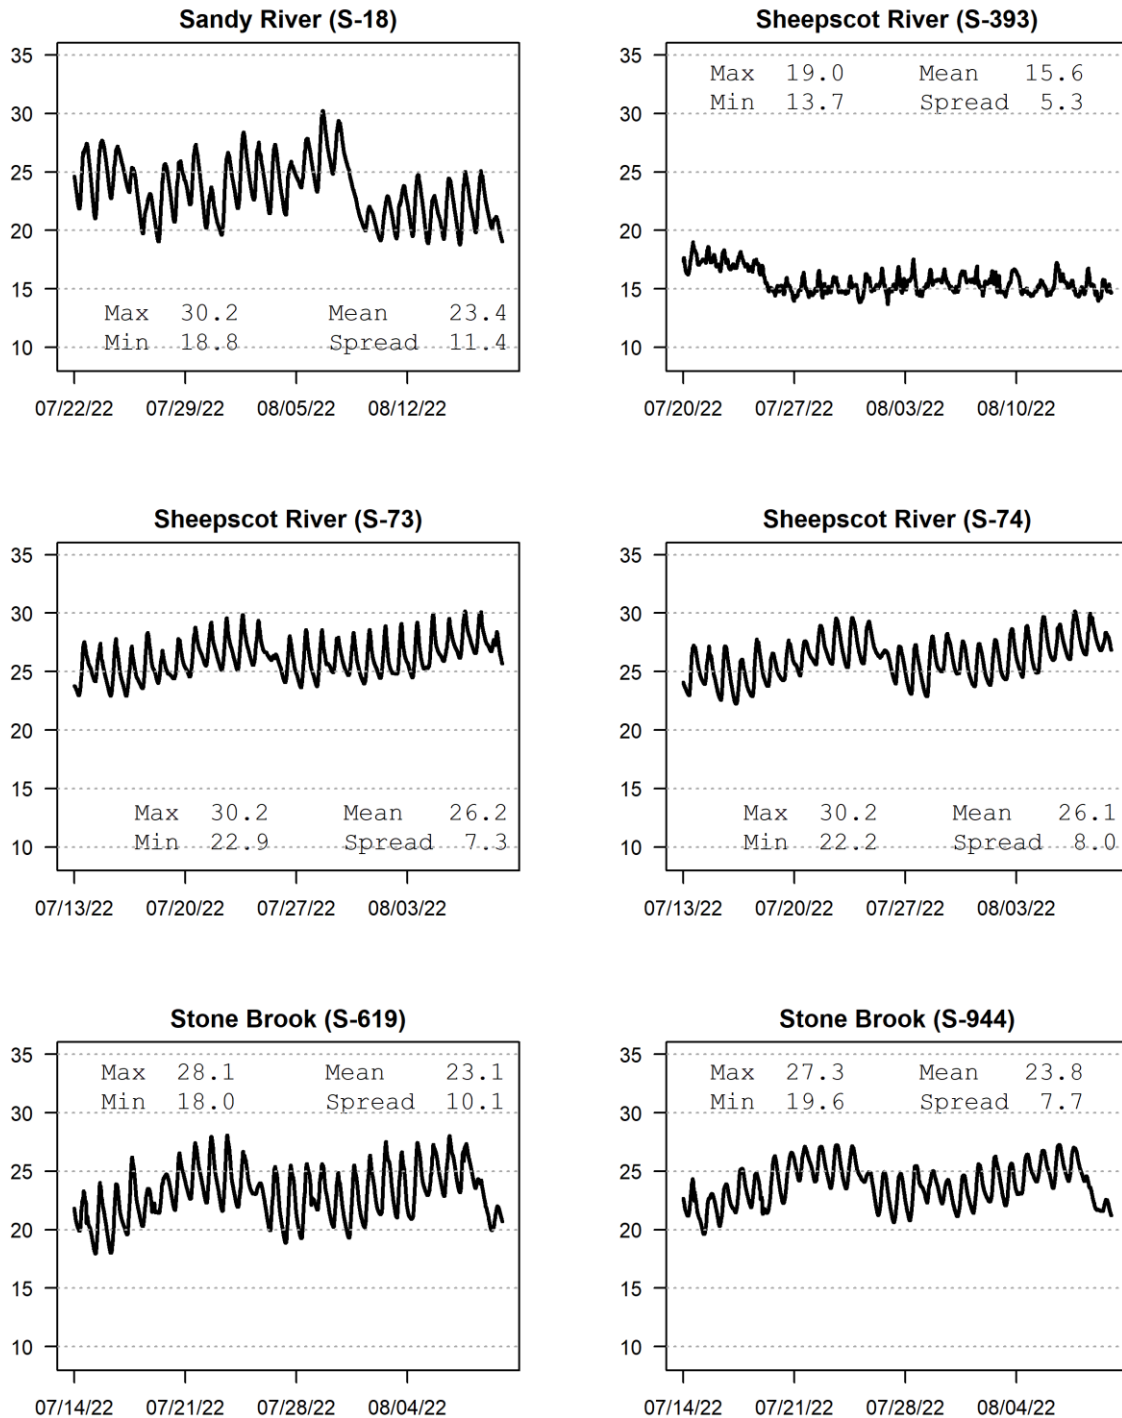 Sandy River (S-18)
35
30
25
20
15
10
Max 30.2 Mean 23.4
Min 18.8 Spread 11.4
07/22/22 07/29/22 08/05/22 08/12/22
Sheepscot River (S-393)
35
30
25
20
15
10
Max 19.0 Mean 15.6
Min 13.7 Spread 5.3
07/20/22 07/27/22 08/03/22 08/10/22
Sheepscot River (S-73)
35
30
25
20
15
10
Max 30.2 Mean 26.2
Min 22.9 Spread 7.3
07/13/22 07/20/22 07/27/22 08/03/22
Sheepscot River (S-74)
35
30
25
20
15
10
Max 30.2 Mean 26.1
Min 22.2 Spread 8.0
07/13/22 07/20/22 07/27/22 08/03/22
Stone Brook (S-619)
35
30
25
20
15
10
Max 28.1 Mean 23.1
Min 18.0 Spread 10.1
07/14/22 07/21/22 07/28/22 08/04/22
Stone Brook (S-944)
35
30
25
20
15
10
Max 27.3 Mean 23.8
Min 19.6 Spread 7.7
07/14/22 07/21/22 07/28/22 08/04/22